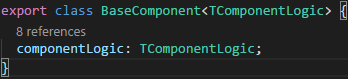 export class BaseComponent<TComponentLogic> {
8 references
componentLogic: TComponentLogic;
}